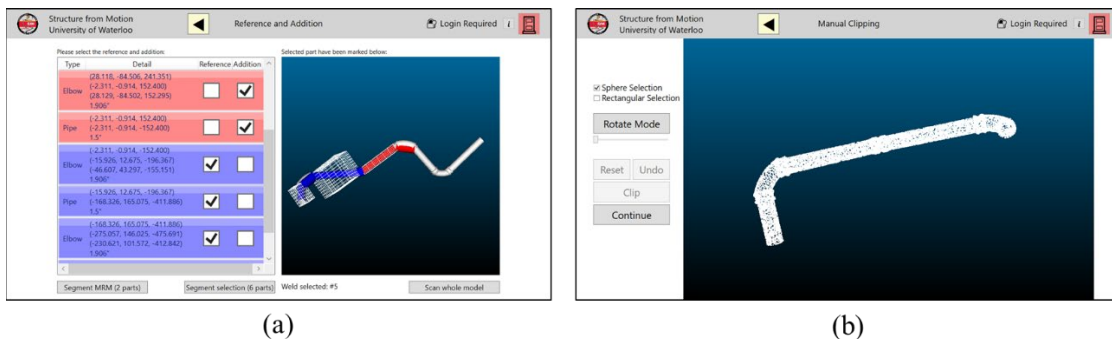 Structure from Motion
University of Waterloo
Reference and Addition
Login Required
i
Please select the reference and addition:
Selected part have been marked below:
Type Detail Reference Addition
(28.118, -84.506, 241.351)
Elbow (-2.311, -0.914, 152.400)
(28.129, -84.502, 152.295)
1.906"
(-2.311, -0.914, 152.400)
Pipe (-2.311, -0.914, -152.400)
1.5"
(-2.311, -0.914, -152.400)
Elbow (-15.926, 12.675, -196.367)
(-46.607, 43.297, -155.151)
1.906"
(-15.926, 12.675, -196.367)
Pipe (-168.326, 165.075, -411.886)
1.5"
(-168.326, 165.075, -411.886)
Elbow (-275.057, 146.025, -475.691)
(-230.621, 101.572, -412.842)
1.906"
Segment MRM (2 parts)
Segment selection (6 parts)
Weld selected: #5
Scan whole model
(a)
Structure from Motion
University of Waterloo
Manual Clipping
Login Required
i
Sphere Selection
Rectangular Selection
Rotate Mode
Reset Undo
Clip
Continue
(b)